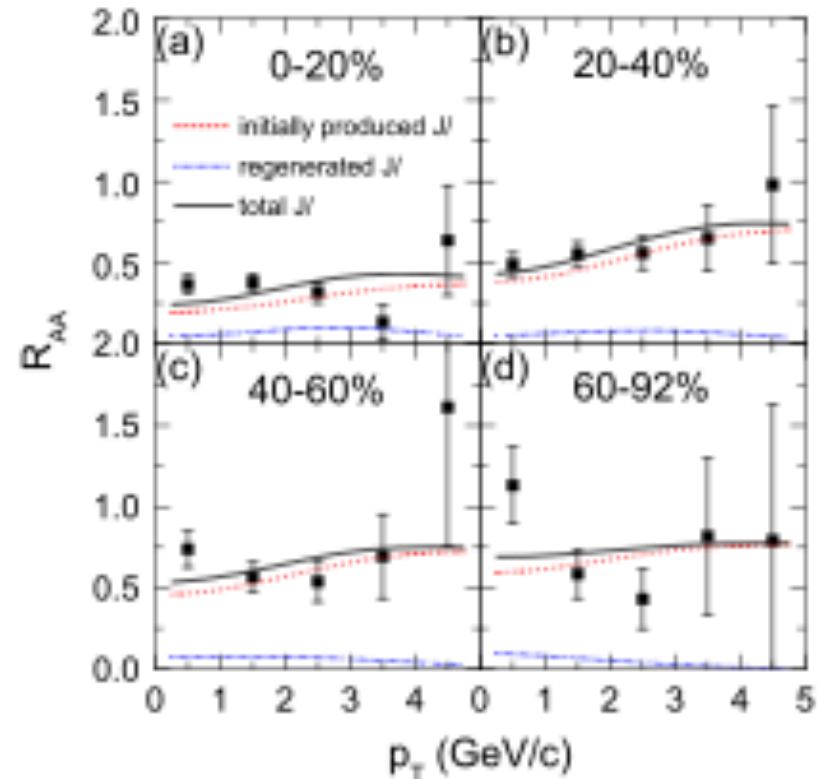 2.0
(a)
0-20%
(b)
20-40%
1.5
initially produced J/
1.0
regenerated J/
total J/
0.5
2.0
R_AA
(c)
40-60%
(d)
60-92%
1.5
1.0
0.5
0.0
0 1 2 3 4 0 1 2 3 4 5
p_T (GeV/c)